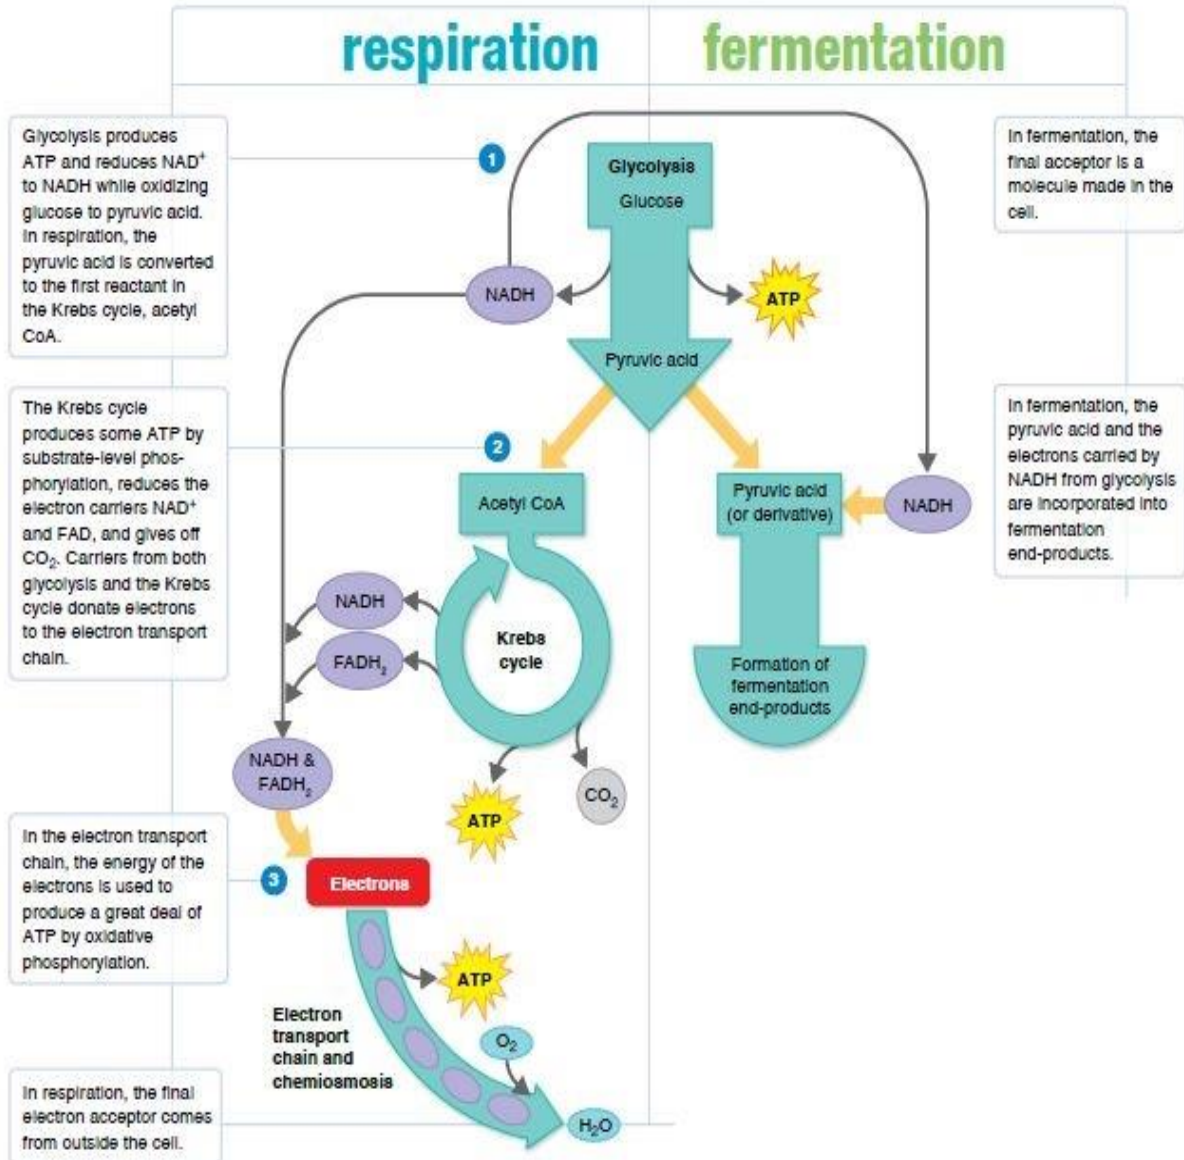 respiration
fermentation
Glycolysis produces
ATP and reduces NAD⁺
to NADH while oxidizing
glucose to pyruvic acid.
In respiration, the
pyruvic acid is converted
to the first reactant in
the Krebs cycle, acetyl
CoA.
1
Glycolysis
Glucose
In fermentation, the
final acceptor is a
molecule made in the
cell.
NADH
ATP
Pyruvic acid
The Krebs cycle
produces some ATP by
substrate-level phos-
phorylation, reduces the
electron carriers NAD⁺
and FAD, and gives off
CO₂. Carriers from both
glycolysis and the Krebs
cycle donate electrons
to the electron transport
chain.
2
Acetyl CoA
Pyruvic acid
(or derivative)
NADH
In fermentation, the
pyruvic acid and the
electrons carried by
NADH from glycolysis
are incorporated into
fermentation
end-products.
NADH
FADH₂
Krebs
cycle
Formation of
fermentation
end-products
NADH &
FADH₂
ATP
CO₂
In the electron transport
chain, the energy of the
electrons is used to
produce a great deal of
ATP by oxidative
phosphorylation.
3
Electrons
ATP
Electron
transport
chain and
chemiosmosis
O₂
H₂O
In respiration, the final
electron acceptor comes
from outside the cell.